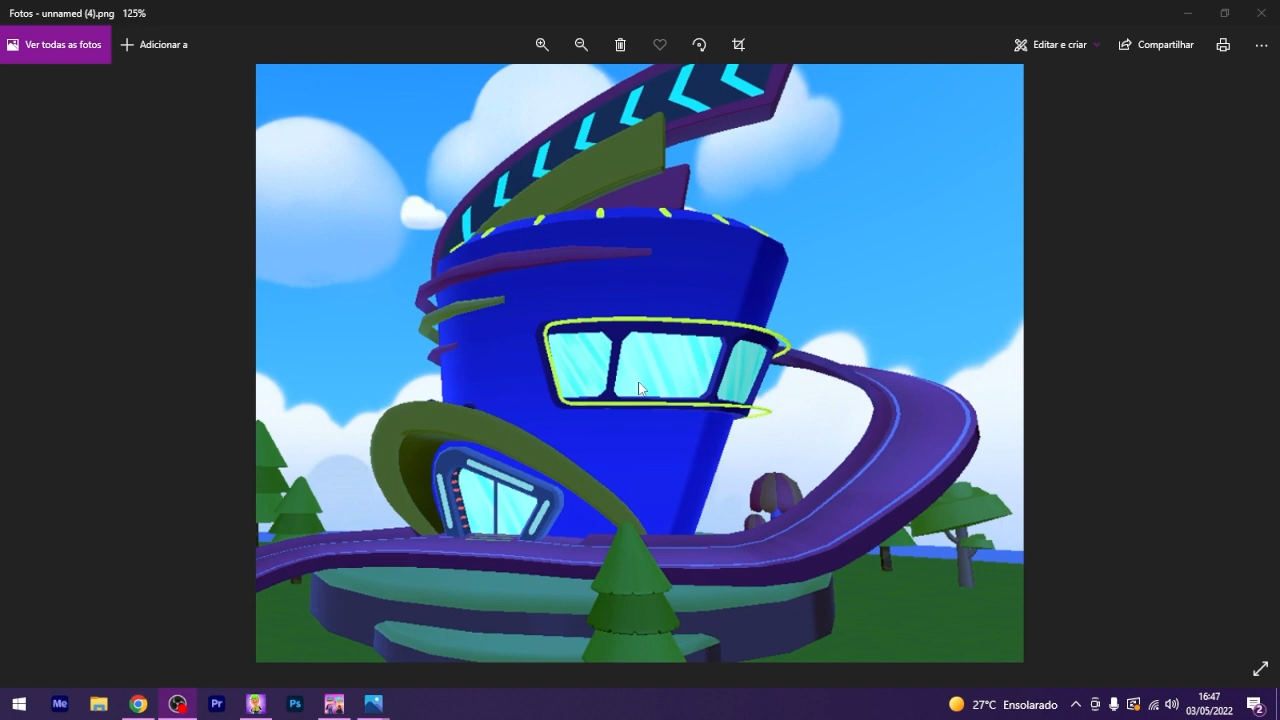 Fotos - unnamed (4).png 125%
Ver todas as fotos
Adicionar a
Editar e criar
Compartilhar
Me
Pr
Ps
27°C Ensolarado
16:47
03/05/2022
2